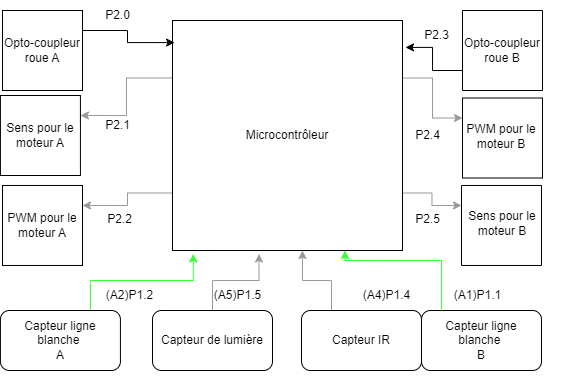 P2.0
Opto-coupleur
roue A
P2.3
Opto-coupleur
roue B
Sens pour le
moteur A
P2.1
Microcontrôleur
P2.4
PWM pour le
moteur B
PWM pour le
moteur A
P2.2
P2.5
Sens pour le
moteur B
(A2)P1.2
(A5)P1.5
(A4)P1.4
(A1)P1.1
Capteur ligne
blanche
A
Capteur de lumière
Capteur IR
Capteur ligne
blanche
B